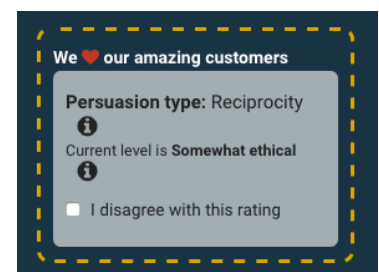 We ❤ our amazing customers
Persuasion type: Reciprocity
Current level is Somewhat ethical
I disagree with this rating